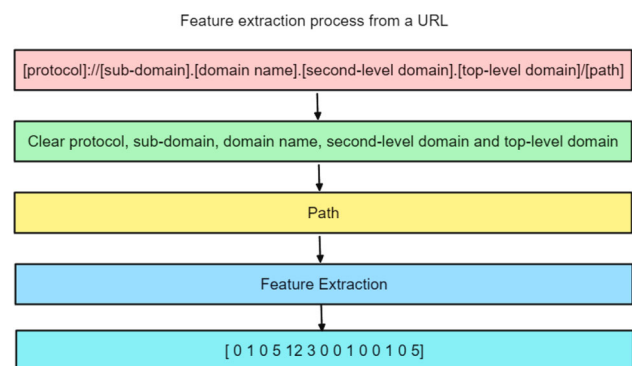 Feature extraction process from a URL
[protocol]://[sub-domain].[domain name].[second-level domain].[top-level domain]/[path]
Clear protocol, sub-domain, domain name, second-level domain and top-level domain
Path
Feature Extraction
[ 0 1 0 5 12 3 0 0 1 0 0 1 0 5]